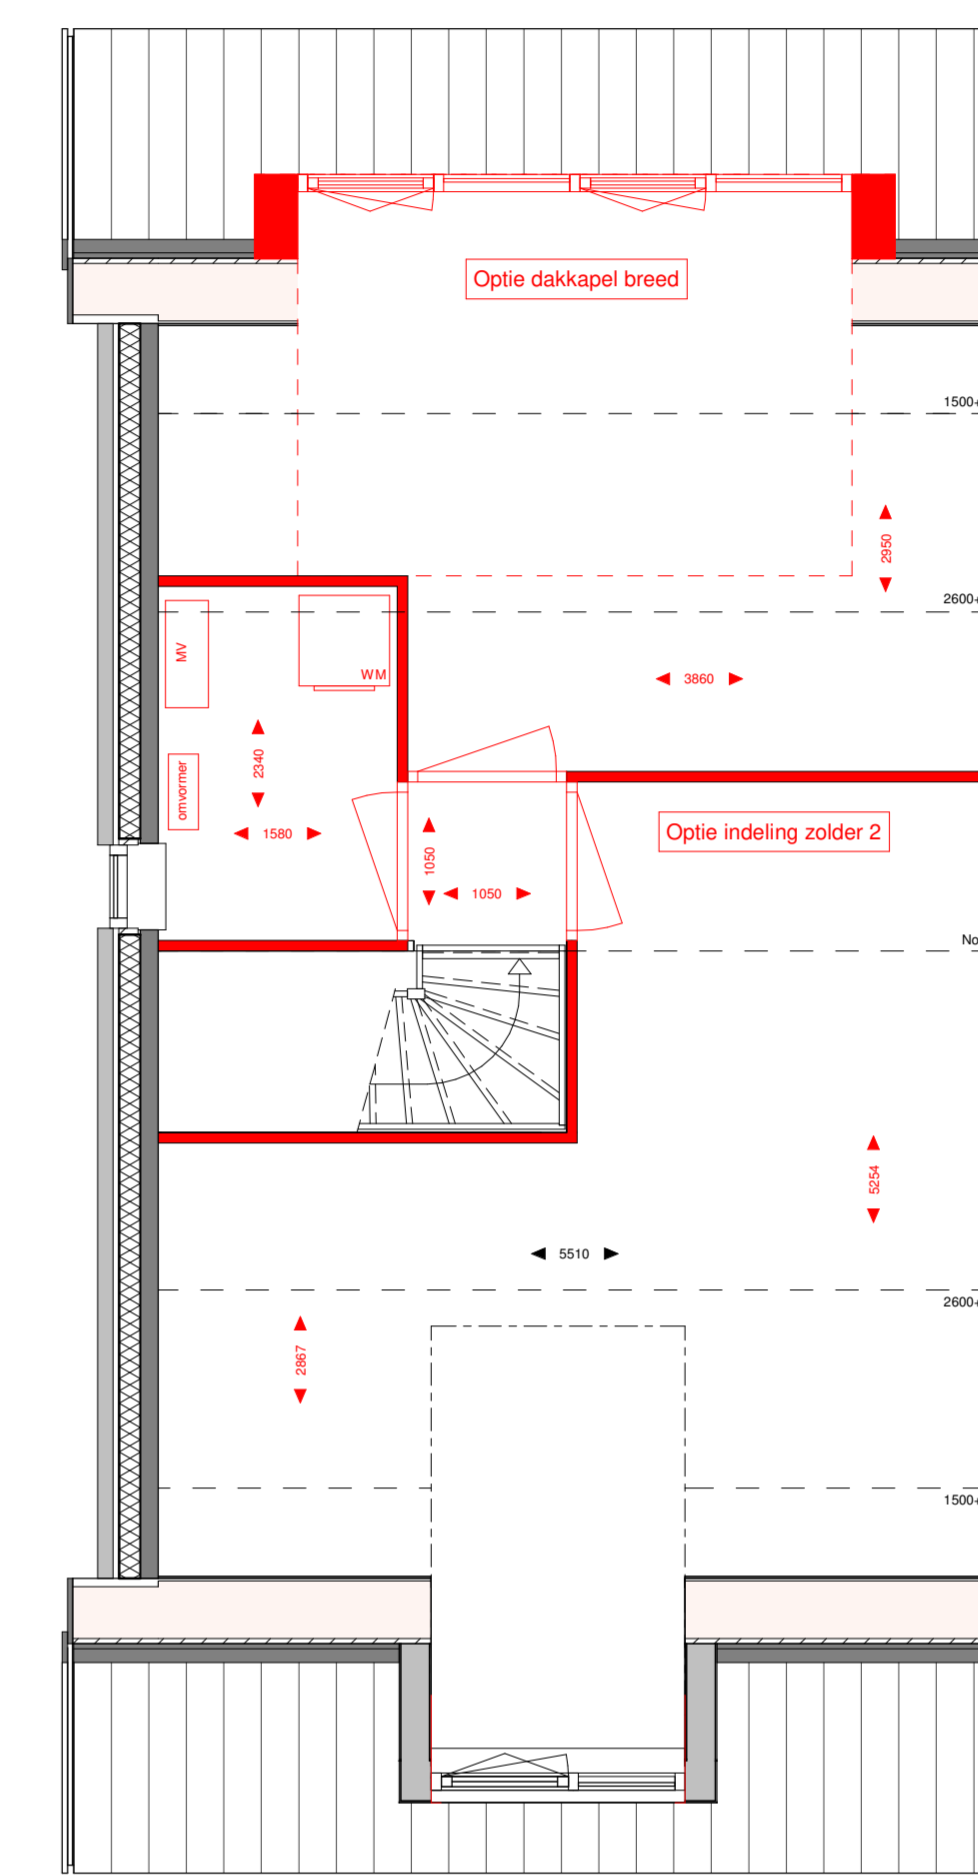 Optie dakkapel breed
1500+
2950
2600+
MV
WM
3860
2340
omvormer
1580
Optie indeling zolder 2
1050
1050
No
5254
5510
2600+
2867
1500+